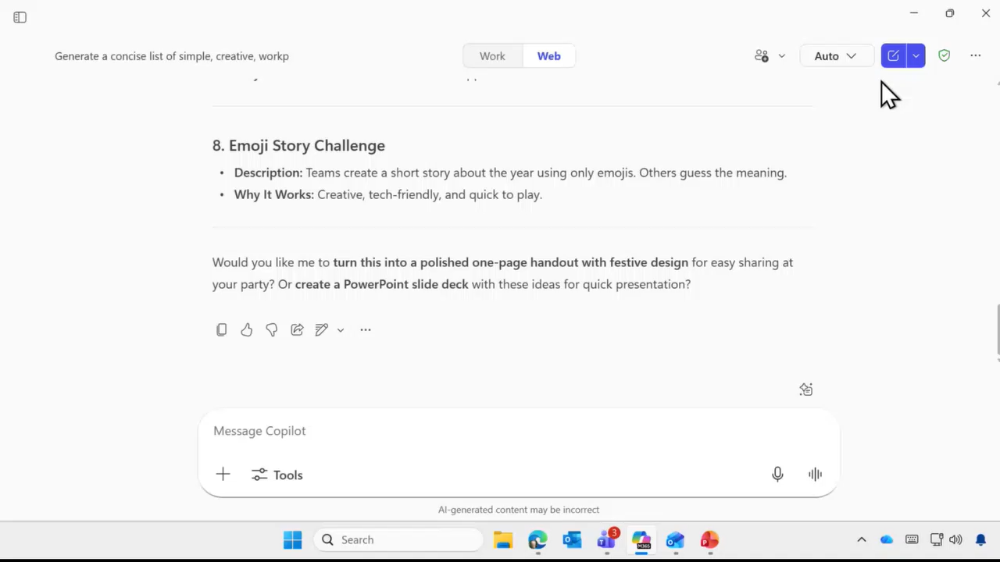 Generate a concise list of simple, creative, workp
Work
Web
Auto
8. Emoji Story Challenge
• Description: Teams create a short story about the year using only emojis. Others guess the meaning.
• Why It Works: Creative, tech-friendly, and quick to play.
Would you like me to turn this into a polished one-page handout with festive design for easy sharing at
your party? Or create a PowerPoint slide deck with these ideas for quick presentation?
Message Copilot
Tools
AI-generated content may be incorrect
Search
3
M365